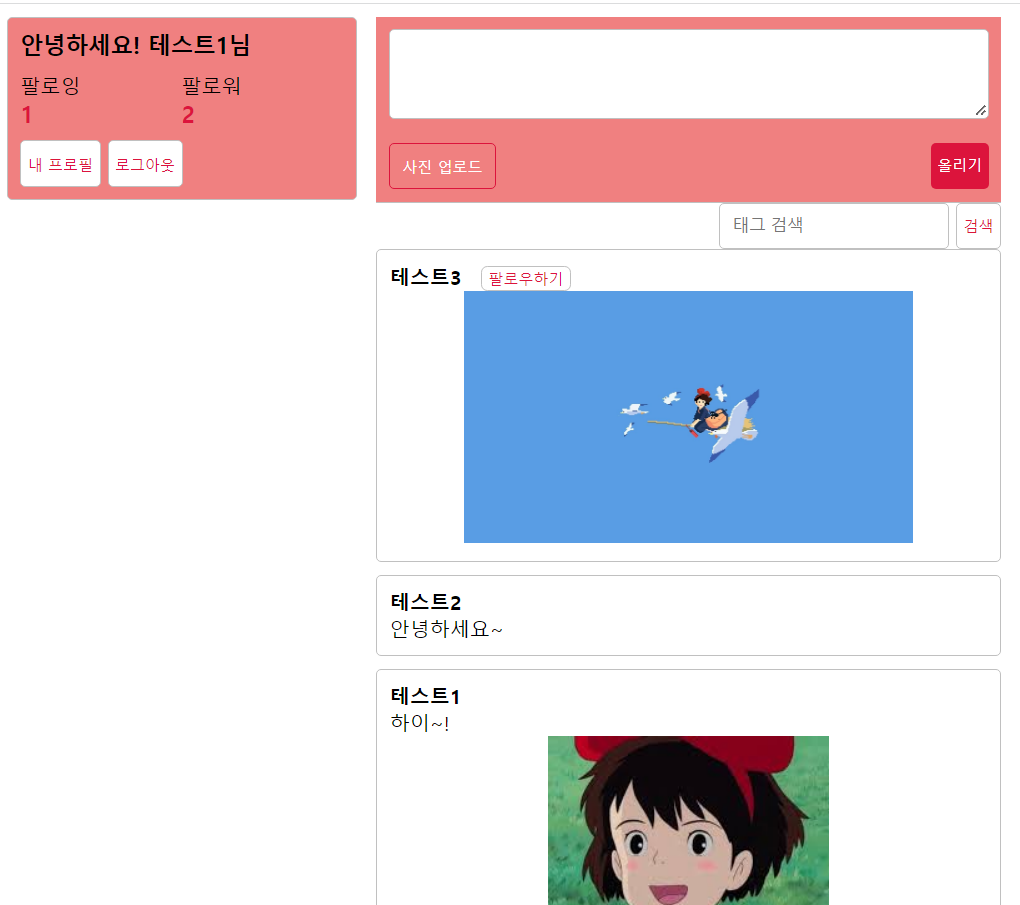 안녕하세요! 테스트1님
팔로잉 팔로워
1 2
내 프로필 로그아웃
사진 업로드 올리기
태그 검색 검색
테스트3 팔로우하기
테스트2
안녕하세요~
테스트1
하이~!